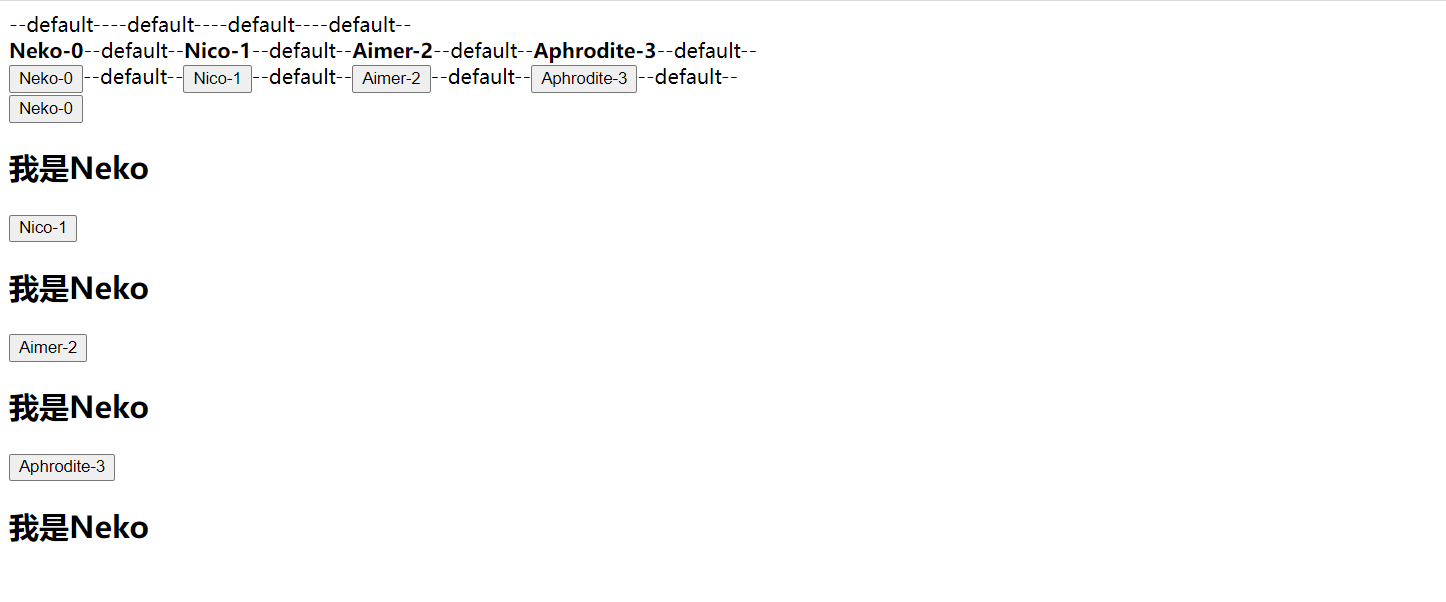 --default----default----default----default--
Neko-0--default--Nico-1--default--Aimer-2--default--Aphrodite-3--default--
Neko-0--default--Nico-1--default--Aimer-2--default--Aphrodite-3--default--
Neko-0
我是Neko
Nico-1
我是Neko
Aimer-2
我是Neko
Aphrodite-3
我是Neko